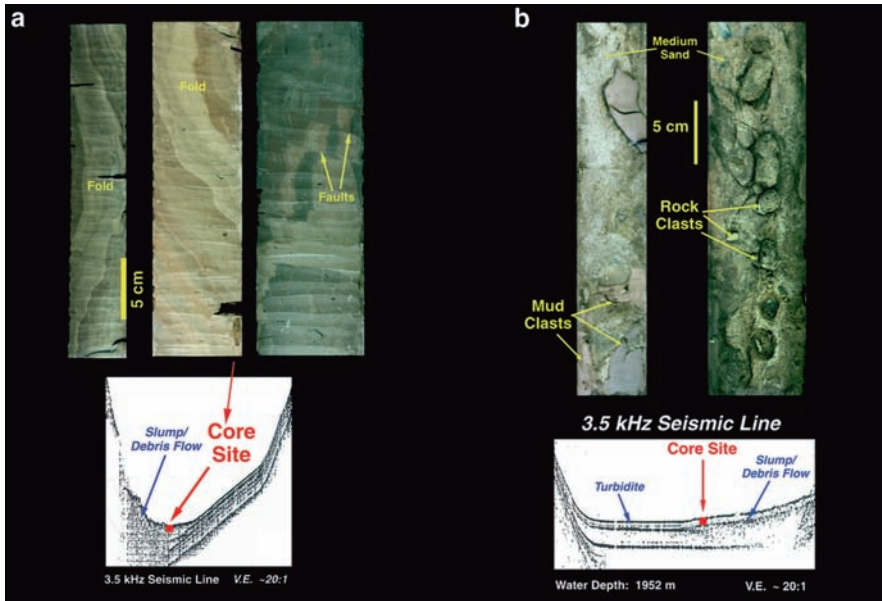 a
Fold
Fold
Faults
5 cm
Slump/
Debris Flow
Core
Site
3.5 kHz Seismic Line V.E. ~20:1
b
Medium
Sand
5 cm
Rock
Clasts
Mud
Clasts
3.5 kHz Seismic Line
Core Site
Slump/
Debris Flow
Turbidite
Water Depth: 1952 m V.E. ~ 20:1